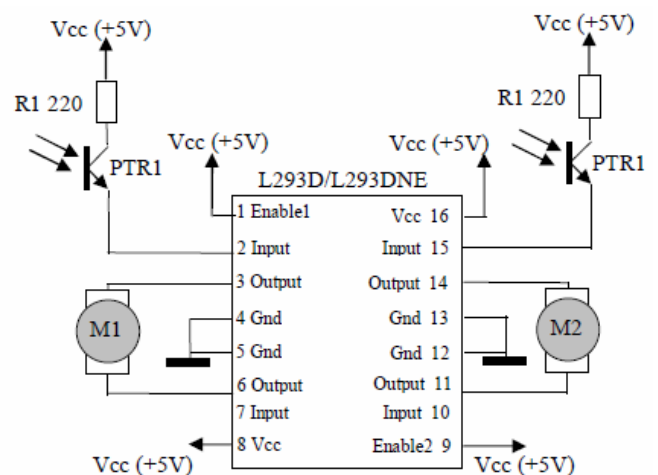 Vcc (+5V)
Vcc (+5V)
R1 220
R1 220
Vcc (+5V)
Vcc (+5V)
PTR1
PTR1
L293D/L293DNE
1 Enable1
Vcc 16
2 Input
Input 15
3 Output
Output 14
M1
4 Gnd
Gnd 13
M2
5 Gnd
Gnd 12
6 Output
Output 11
7 Input
Input 10
8 Vcc
Enable2 9
Vcc (+5V)
Vcc (+5V)